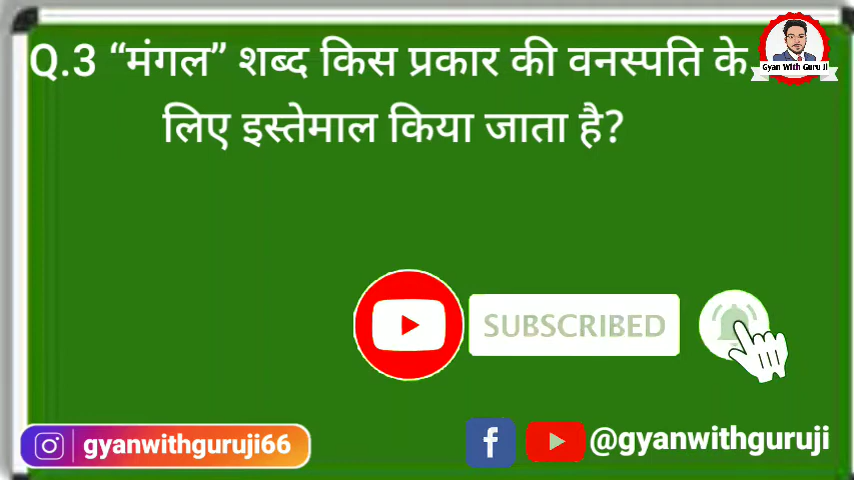 Q.3 “मंगल” शब्द किस प्रकार की वनस्पति के
लिए इस्तेमाल किया जाता है?
Gyan With Guru Ji
SUBSCRIBED
gyanwithguruji66
f @gyanwithguruji